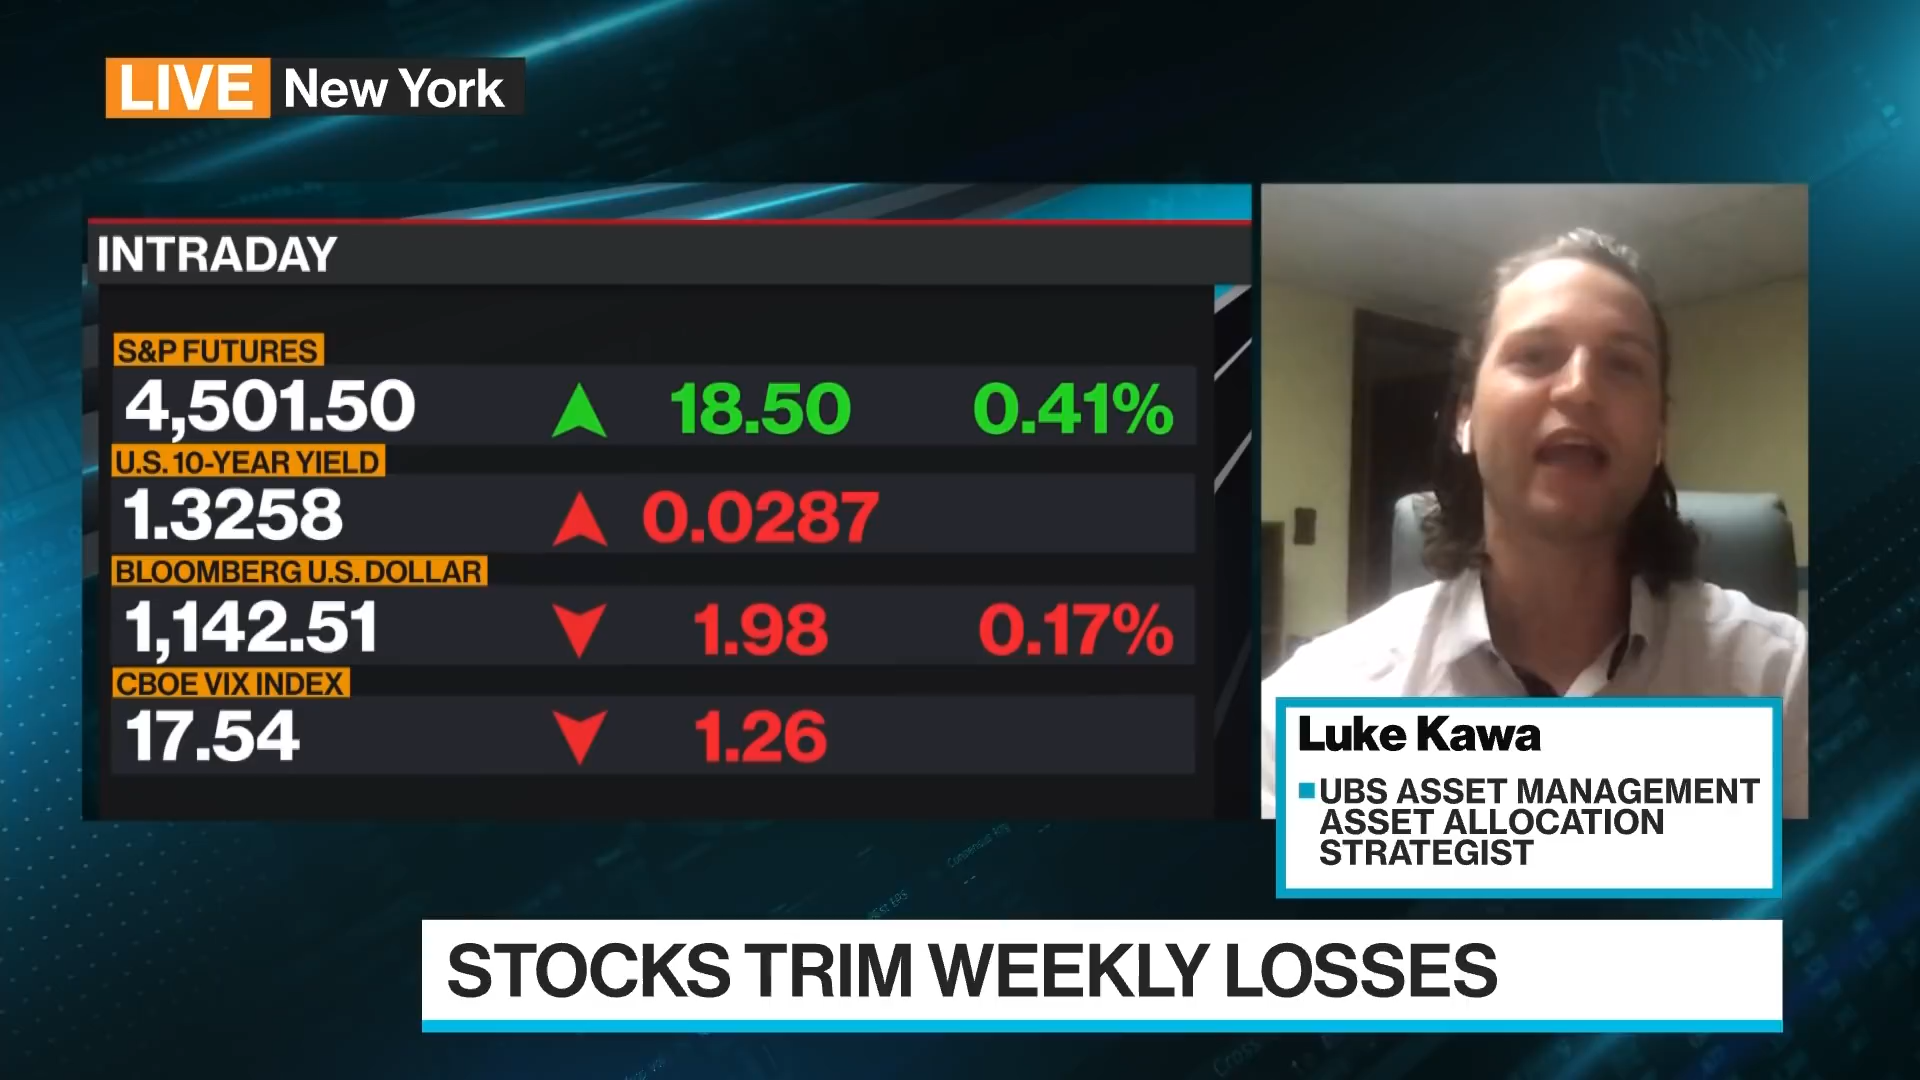 LIVE New York
INTRADAY
S&P FUTURES
4,501.50 ▲ 18.50 0.41%
U.S. 10-YEAR YIELD
1.3258 ▲ 0.0287
BLOOMBERG U.S. DOLLAR
1,142.51 ▼ 1.98 0.17%
CBOE VIX INDEX
17.54 ▼ 1.26
Luke Kawa
UBS ASSET MANAGEMENT
ASSET ALLOCATION
STRATEGIST
STOCKS TRIM WEEKLY LOSSES